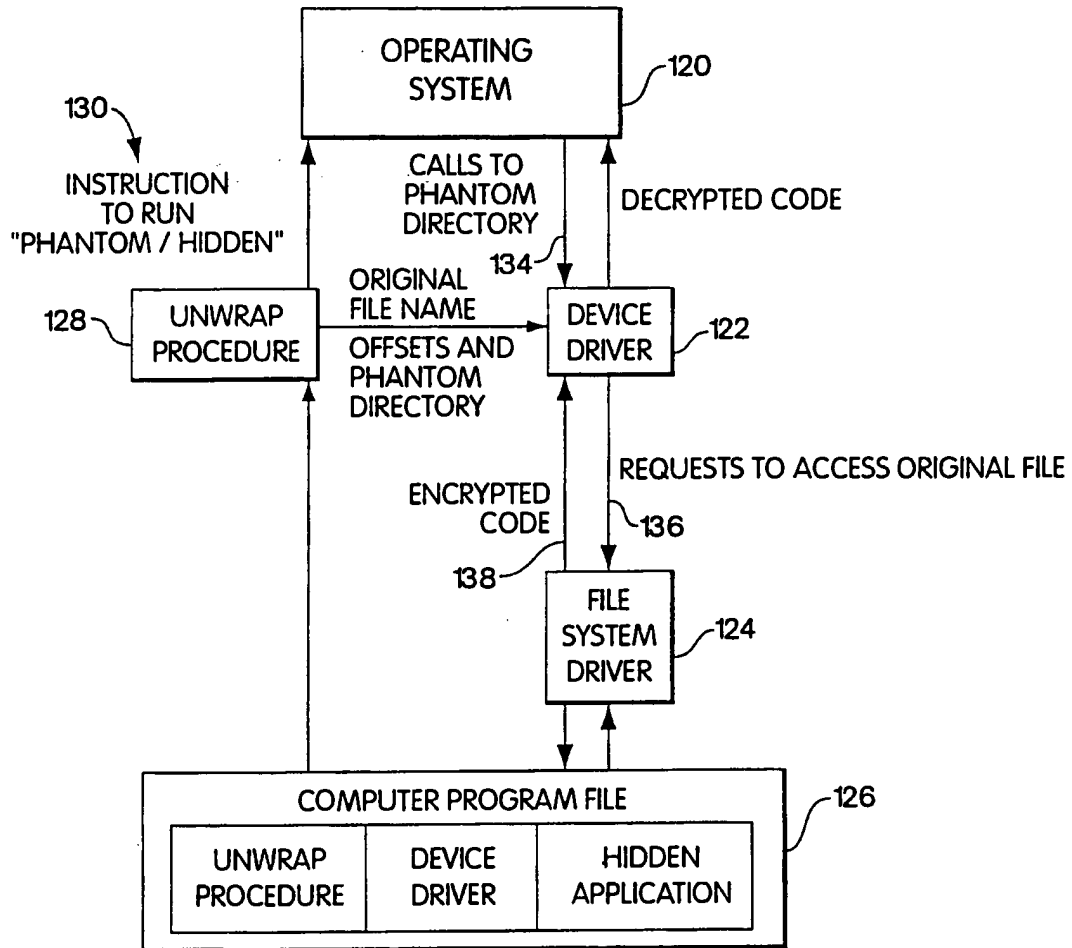 OPERATING
SYSTEM
120
130
INSTRUCTION
TO RUN
"PHANTOM / HIDDEN"
CALLS TO
PHANTOM
DIRECTORY
134
DECRYPTED CODE
128
UNWRAP
PROCEDURE
ORIGINAL
FILE NAME
OFFSETS AND
PHANTOM
DIRECTORY
DEVICE
DRIVER
122
REQUESTS TO ACCESS ORIGINAL FILE
136
ENCRYPTED
CODE
138
FILE
SYSTEM
DRIVER
124
COMPUTER PROGRAM FILE
126
UNWRAP
PROCEDURE
DEVICE
DRIVER
HIDDEN
APPLICATION